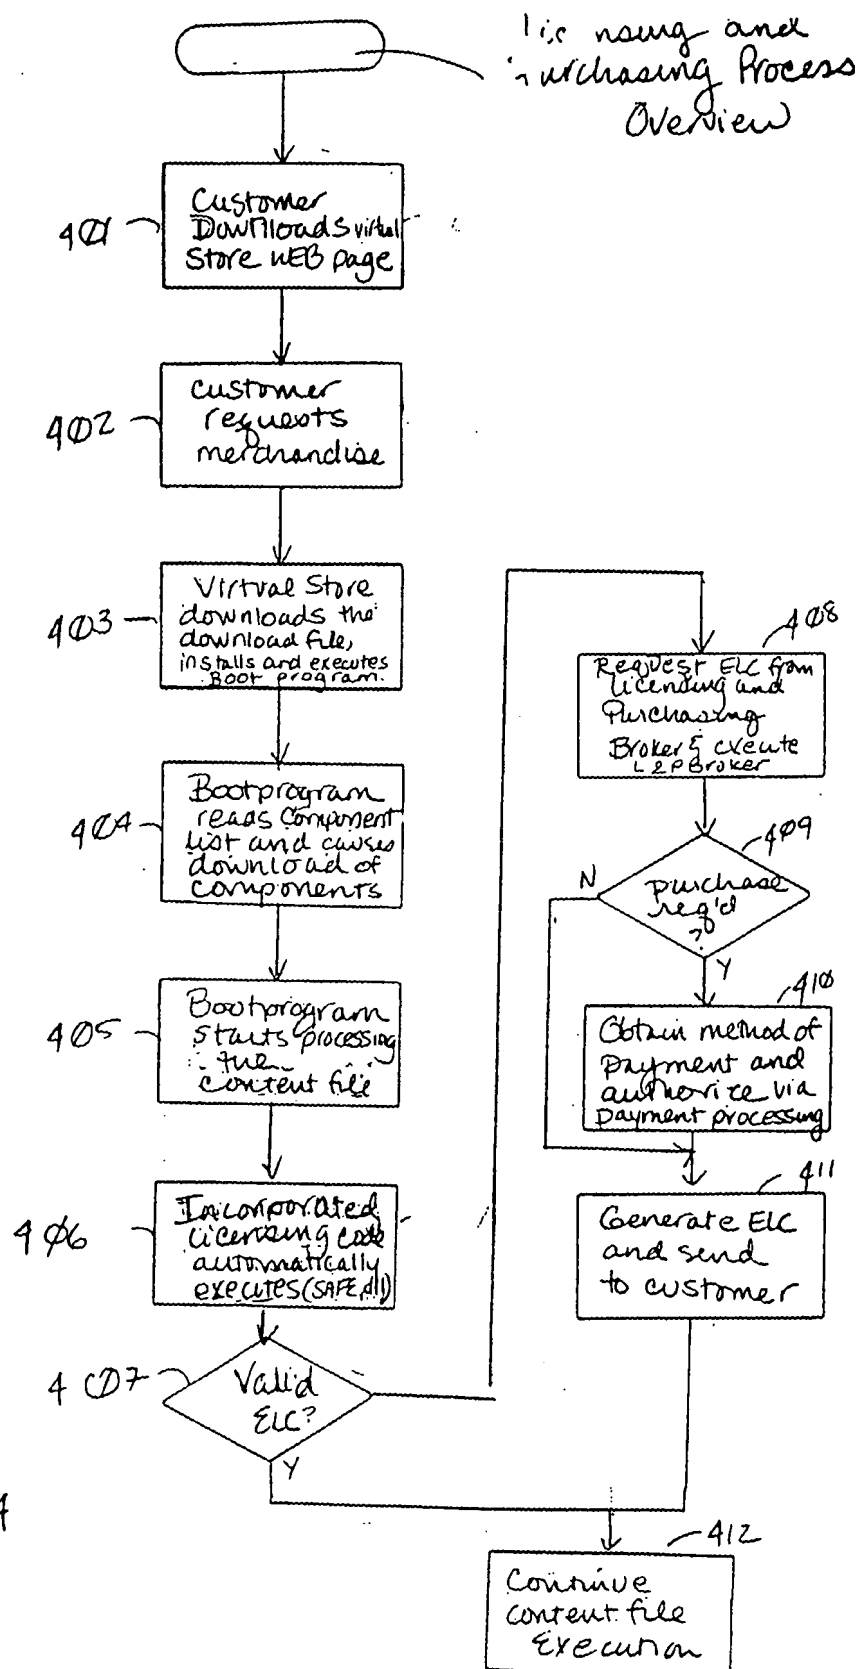 and
Purchasing Process
Overview
401
Customer
Downloads virtual
Store WEB page
402
customer
requests
merchandise
403
Virtual Store
downloads the
download file,
installs and executes
Boot program.
404
Bootprogram
reads Component
list and causes
download of
components
405
Bootprogram
starts processing
the
content file
406
Incorporated
licensing code
automatically
executes (SAFE.dll)
407
Valid
ELC?
Y
408
Request ELC from
licensing and
Purchasing
Broker & execute
L&P Broker
409
purchase
req'd
?
N
Y
410
Obtain method of
payment and
authorize via
payment processing
411
Generate ELC
and send
to customer
412
Continue
content file
Execution